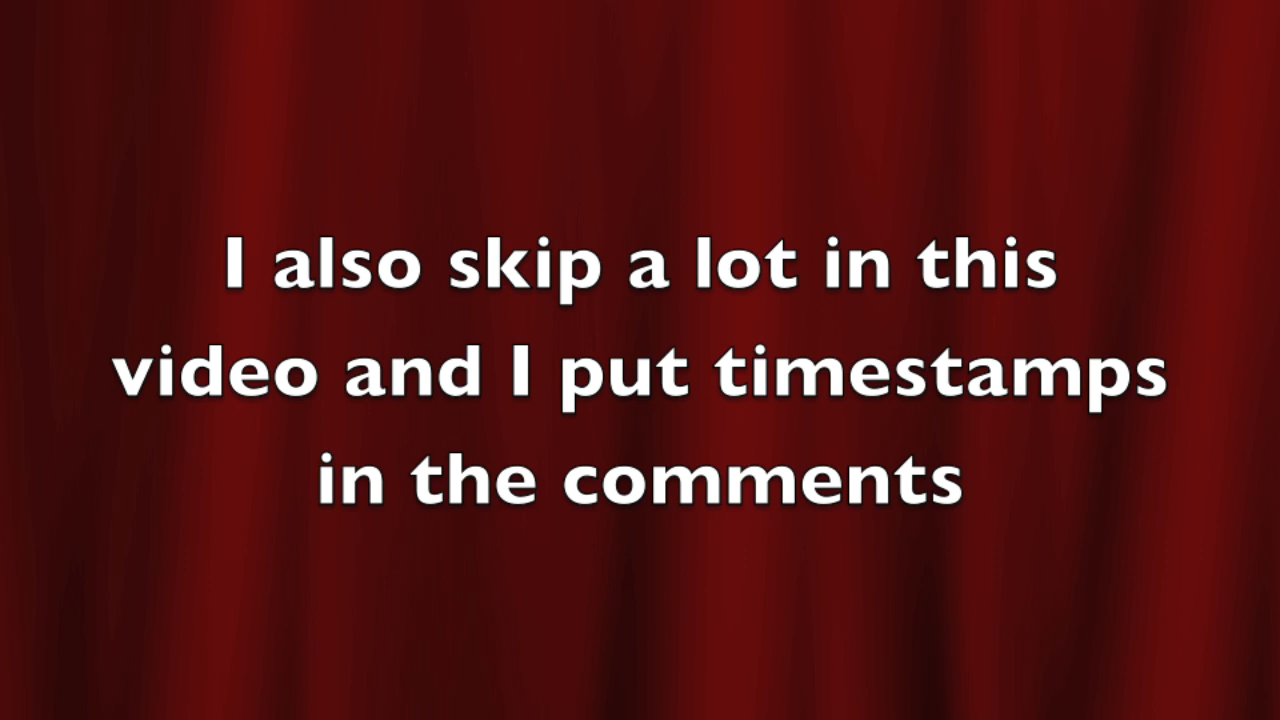 I also skip a lot in this
video and I put timestamps
in the comments